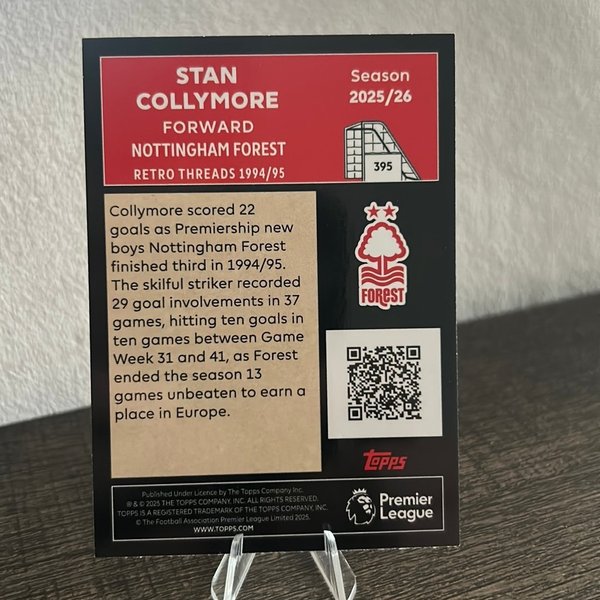 STAN
COLLYMORE
FORWARD
NOTTINGHAM FOREST
RETRO THREADS 1994/95
Season
2025/26
395
Collymore scored 22
goals as Premiership new
boys Nottingham Forest
finished third in 1994/95.
The skilful striker recorded
29 goal involvements in 37
games, hitting ten goals in
ten games between Game
Week 31 and 41, as Forest
ended the season 13
games unbeaten to earn a
place in Europe.
FOREST
Topps
Published Under Licence by The Topps Company Inc.
® & © 2025 THE TOPPS COMPANY, INC. ALL RIGHTS RESERVED.
TOPPS IS A REGISTERED TRADEMARK OF THE TOPPS COMPANY, INC.
© The Football Association Premier League Limited 2025.
WWW.TOPPS.COM
Premier
League